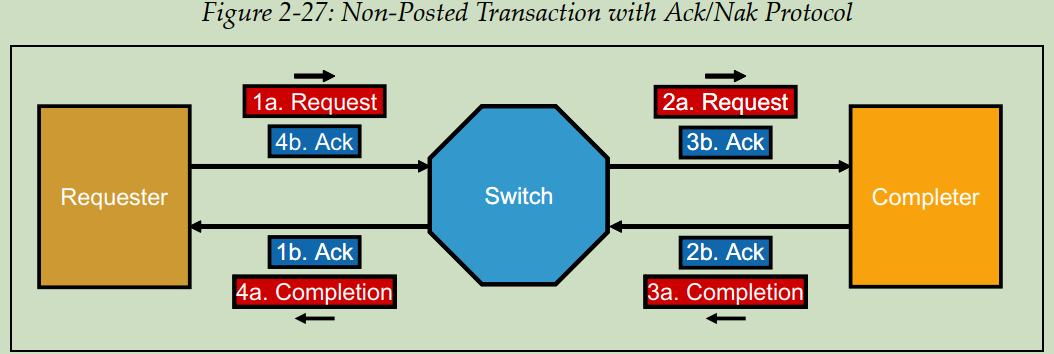 Figure 2-27: Non-Posted Transaction with Ack/Nak Protocol
1a. Request
4b. Ack
2a. Request
3b. Ack
Requester
Switch
Completer
1b. Ack
4a. Completion
2b. Ack
3a. Completion